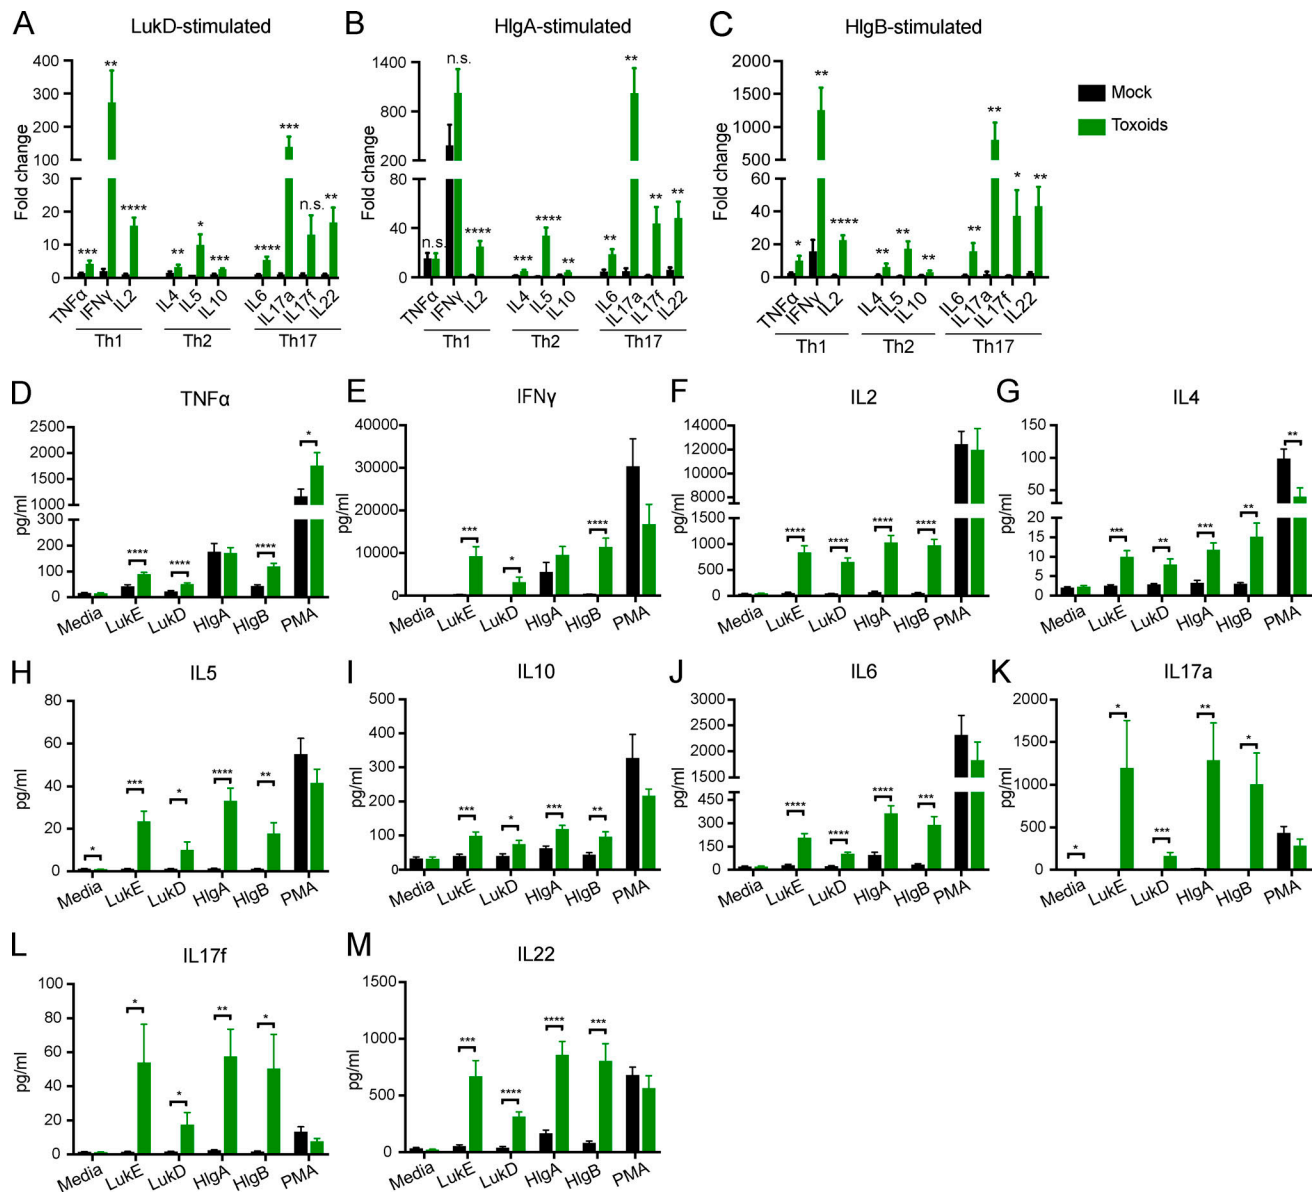 A LukD-stimulated
B HlgA-stimulated
C HlgB-stimulated
Mock
Toxoids
Fold change
400
300
200
100
30
20
10
0
*** ** **** ** * *** **** *** n.s. **
TNFα IFNγ IL2 IL4 IL5 IL10 IL6 IL17a IL17f IL22
Th1 Th2 Th17
Fold change
1400
1200
1000
800
600
400
200
80
40
0
n.s. n.s. **** *** **** ** ** ** ** **
TNFα IFNγ IL2 IL4 IL5 IL10 IL6 IL17a IL17f IL22
Th1 Th2 Th17
Fold change
2000
1500
1000
500
60
40
20
0
* ** **** ** ** ** ** ** * **
TNFα IFNγ IL2 IL4 IL5 IL10 IL6 IL17a IL17f IL22
Th1 Th2 Th17
D TNFα
pg/ml
2500
2000
1500
1000
300
200
100
0
**** **** **** *
Media LukE LukD HlgA HlgB PMA
E IFNγ
pg/ml
40000
30000
20000
10000
0
*** * ****
Media LukE LukD HlgA HlgB PMA
F IL2
pg/ml
14000
12000
10000
8000
1500
1000
500
0
**** **** **** ****
Media LukE LukD HlgA HlgB PMA
G IL4
pg/ml
150
100
50
20
15
10
5
0
*** ** *** ** **
Media LukE LukD HlgA HlgB PMA
H IL5
pg/ml
80
60
40
20
0
* *** * **** **
Media LukE LukD HlgA HlgB PMA
I IL10
pg/ml
500
400
300
200
100
0
*** * *** **
Media LukE LukD HlgA HlgB PMA
J IL6
pg/ml
3000
2500
2000
1500
450
300
150
0
**** **** **** ***
Media LukE LukD HlgA HlgB PMA
K IL17a
pg/ml
2000
1500
1000
500
0
* * *** ** *
Media LukE LukD HlgA HlgB PMA
L IL17f
pg/ml
100
80
60
40
20
0
* * ** *
Media LukE LukD HlgA HlgB PMA
M IL22
pg/ml
1500
1000
500
0
*** **** **** ***
Media LukE LukD HlgA HlgB PMA